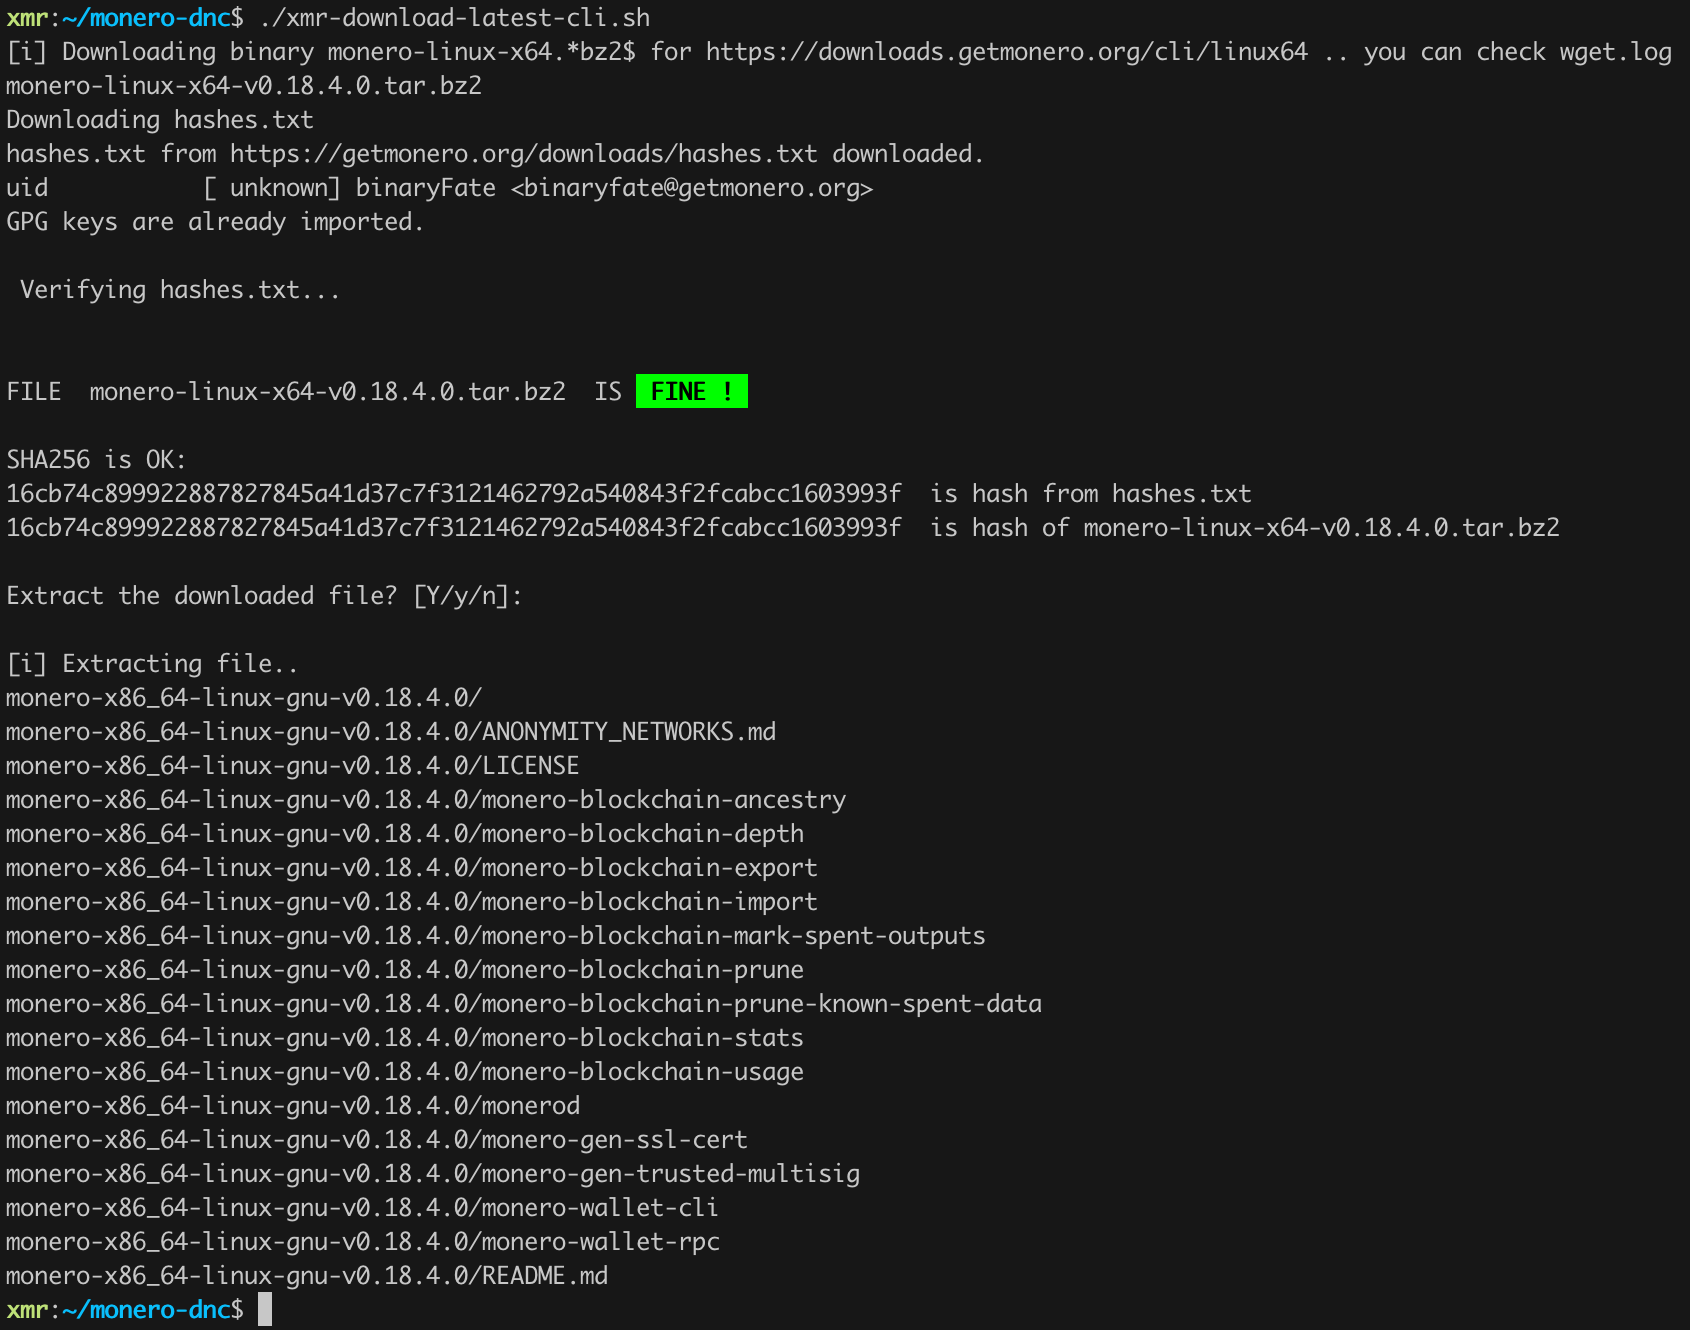 xmr:~/monero-dnc$ ./xmr-download-latest-cli.sh
[i] Downloading binary monero-linux-x64.*bz2$ for https://downloads.getmonero.org/cli/linux64 .. you can check wget.log
monero-linux-x64-v0.18.4.0.tar.bz2
Downloading hashes.txt
hashes.txt from https://getmonero.org/downloads/hashes.txt downloaded.
uid           [ unknown] binaryFate <binaryfate@getmonero.org>
GPG keys are already imported.
 Verifying hashes.txt...
FILE  monero-linux-x64-v0.18.4.0.tar.bz2  IS  FINE !
SHA256 is OK:
16cb74c899922887827845a41d37c7f3121462792a540843f2fcabcc1603993f  is hash from hashes.txt
16cb74c899922887827845a41d37c7f3121462792a540843f2fcabcc1603993f  is hash of monero-linux-x64-v0.18.4.0.tar.bz2
Extract the downloaded file? [Y/y/n]:
[i] Extracting file..
monero-x86_64-linux-gnu-v0.18.4.0/
monero-x86_64-linux-gnu-v0.18.4.0/ANONYMITY_NETWORKS.md
monero-x86_64-linux-gnu-v0.18.4.0/LICENSE
monero-x86_64-linux-gnu-v0.18.4.0/monero-blockchain-ancestry
monero-x86_64-linux-gnu-v0.18.4.0/monero-blockchain-depth
monero-x86_64-linux-gnu-v0.18.4.0/monero-blockchain-export
monero-x86_64-linux-gnu-v0.18.4.0/monero-blockchain-import
monero-x86_64-linux-gnu-v0.18.4.0/monero-blockchain-mark-spent-outputs
monero-x86_64-linux-gnu-v0.18.4.0/monero-blockchain-prune
monero-x86_64-linux-gnu-v0.18.4.0/monero-blockchain-prune-known-spent-data
monero-x86_64-linux-gnu-v0.18.4.0/monero-blockchain-stats
monero-x86_64-linux-gnu-v0.18.4.0/monero-blockchain-usage
monero-x86_64-linux-gnu-v0.18.4.0/monerod
monero-x86_64-linux-gnu-v0.18.4.0/monero-gen-ssl-cert
monero-x86_64-linux-gnu-v0.18.4.0/monero-gen-trusted-multisig
monero-x86_64-linux-gnu-v0.18.4.0/monero-wallet-cli
monero-x86_64-linux-gnu-v0.18.4.0/monero-wallet-rpc
monero-x86_64-linux-gnu-v0.18.4.0/README.md
xmr:~/monero-dnc$